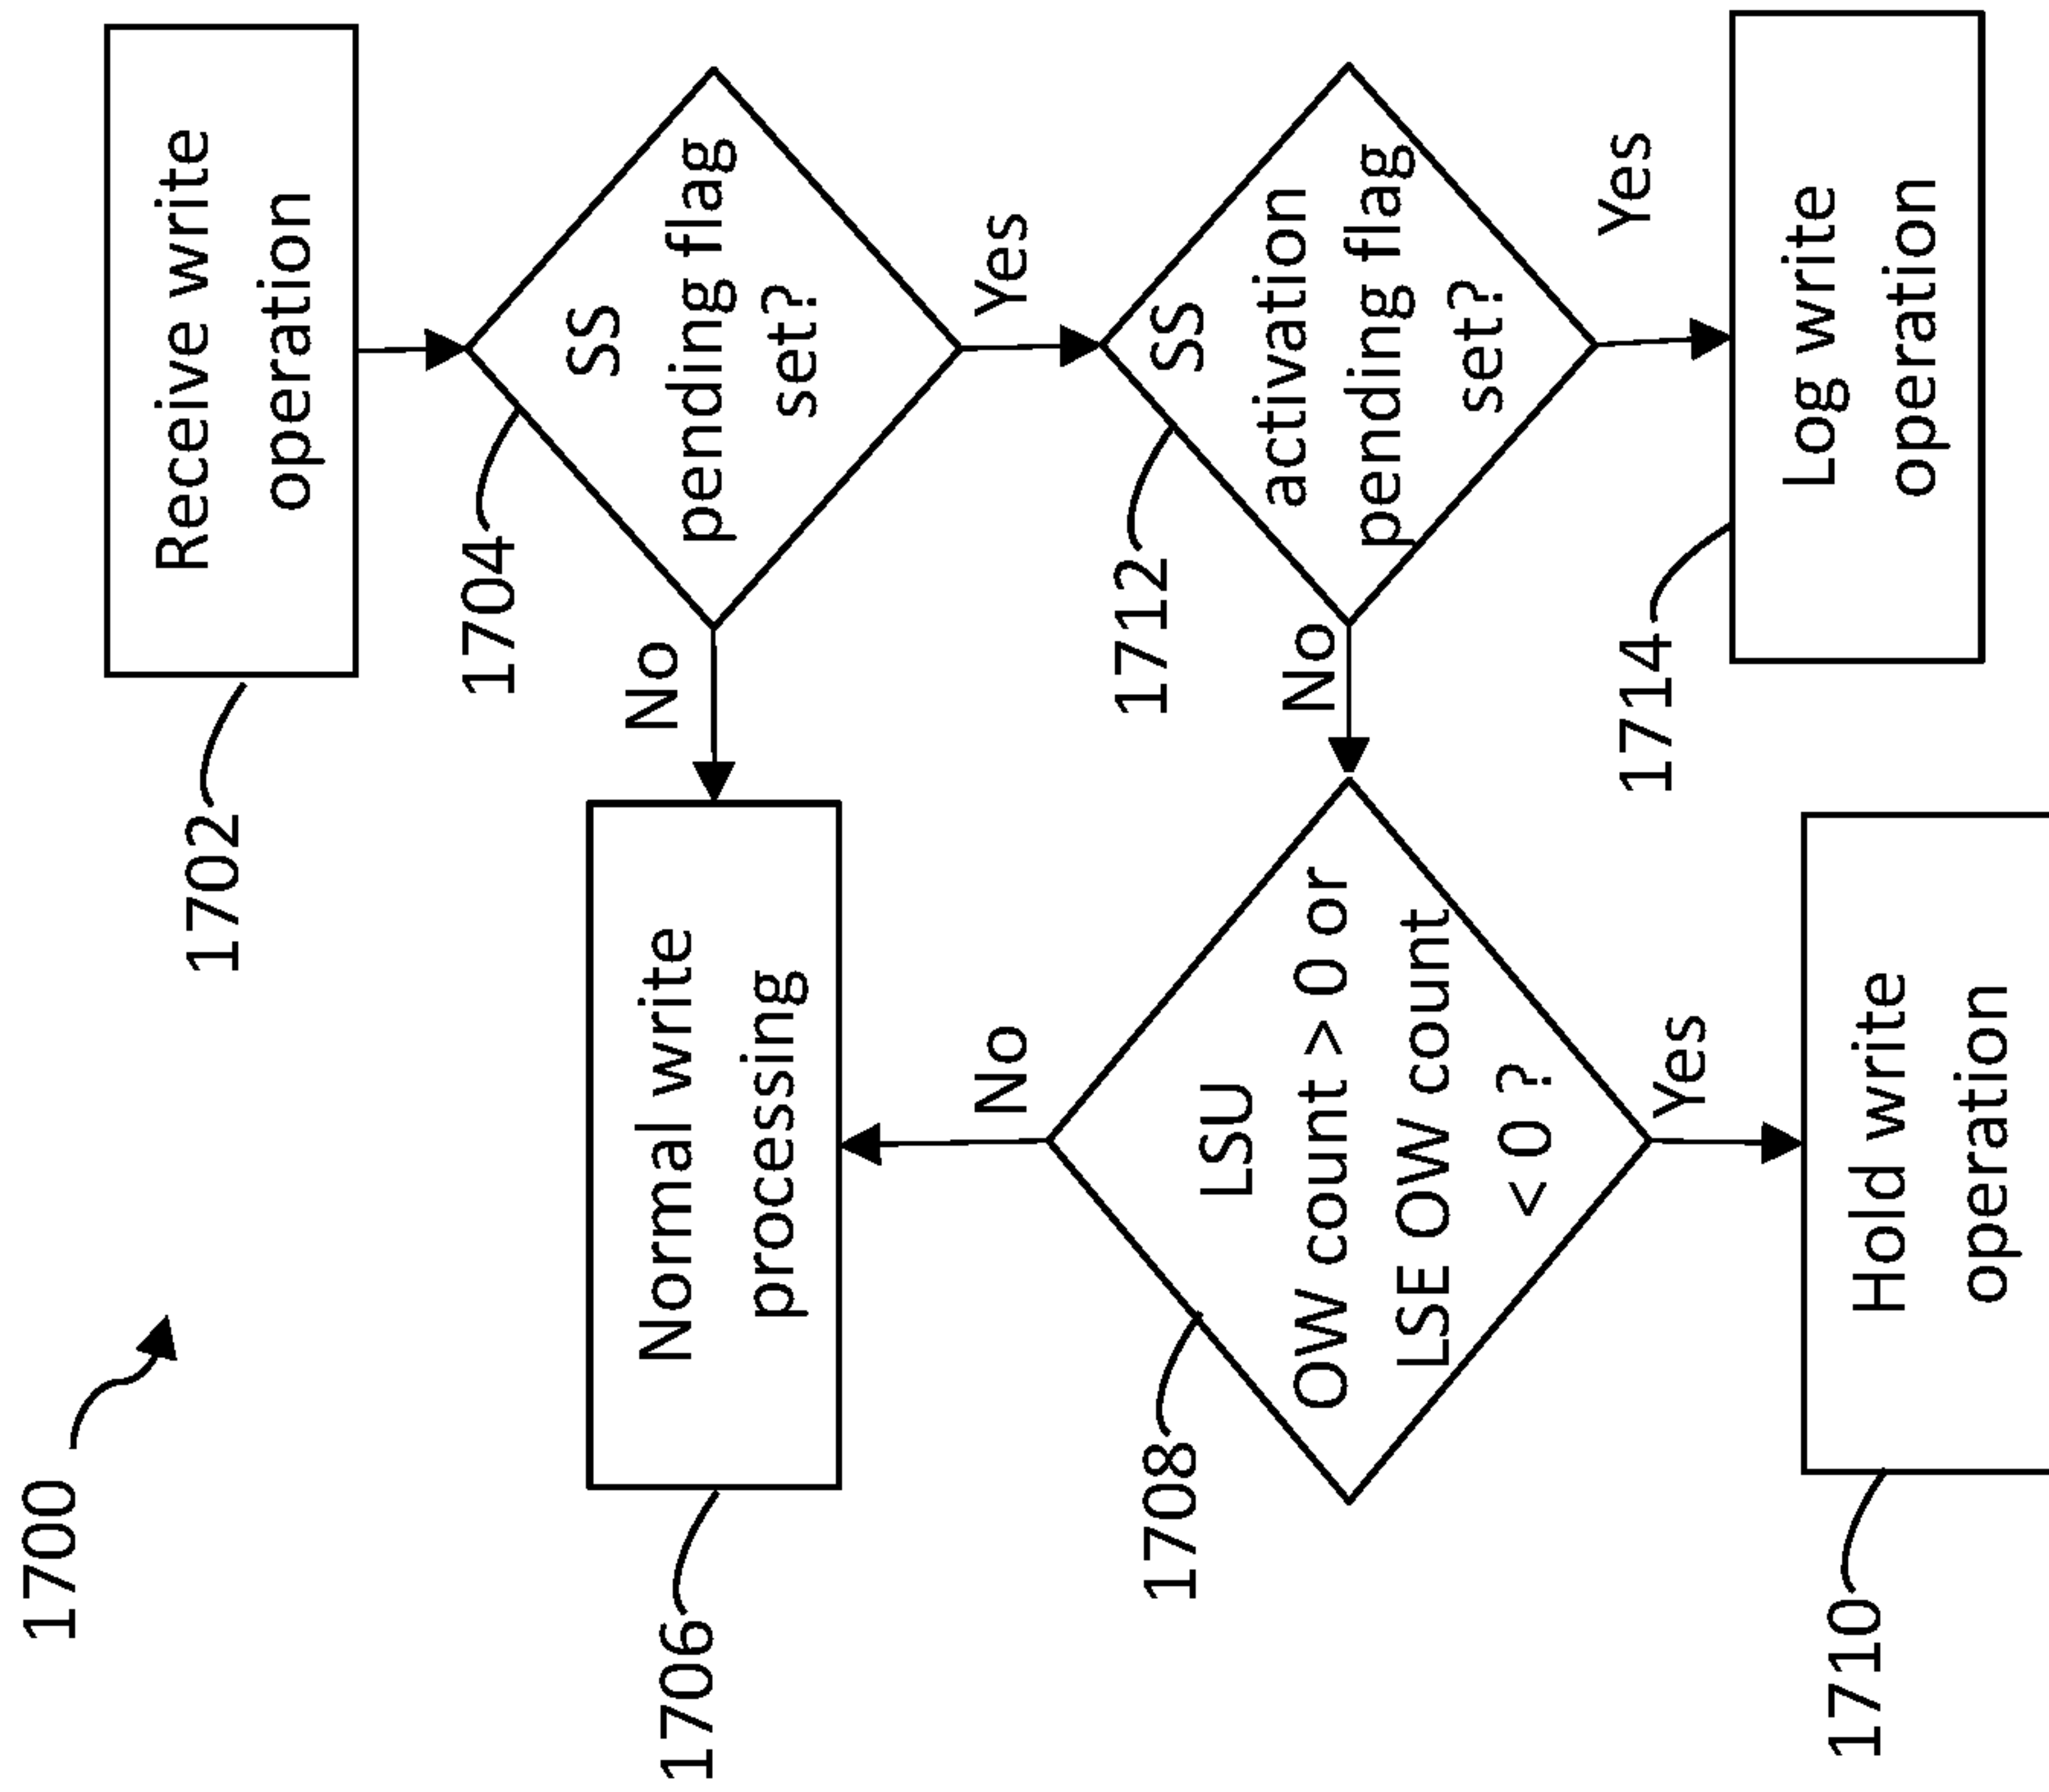 1700
1702
Receive write
operation
1704
SS
pending flag
set?
No
Yes
1706
Normal write
processing
1712
SS
activation
pending flag
set?
No
Yes
No
1708
LSU
OW count > 0 or
LSE OW count
< 0 ?
Yes
1714
Log write
operation
1710
Hold write
operation